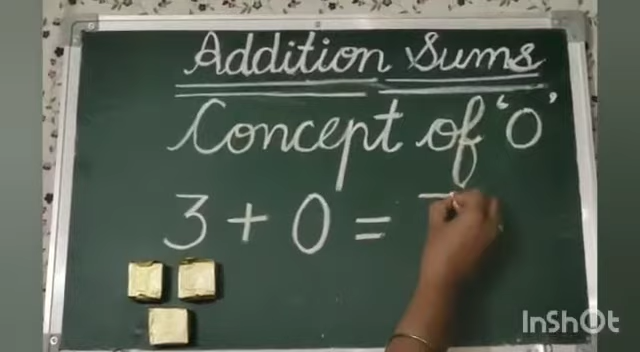 Addition Sums
Concept of '0'
3 + 0 =
InShOt